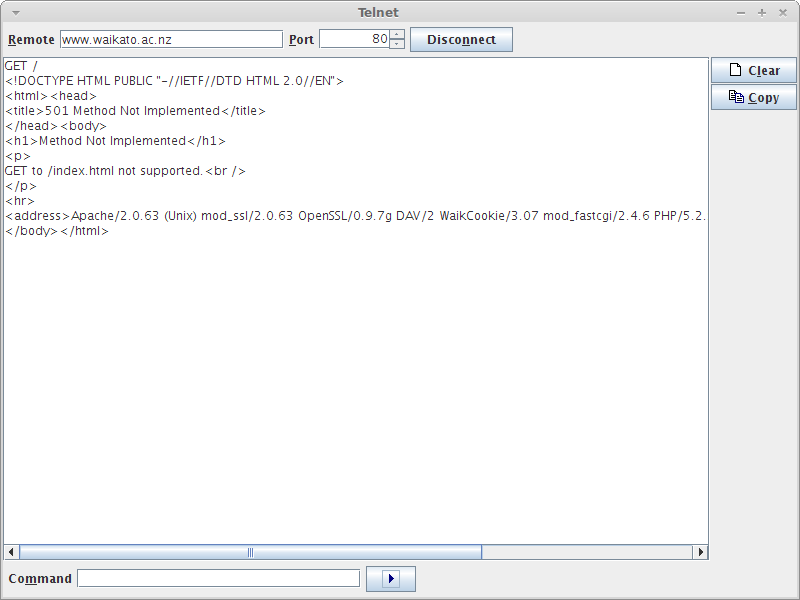 Telnet
Remote www.waikato.ac.nz Port 80 Disconnect
GET /
<!DOCTYPE HTML PUBLIC "-//IETF//DTD HTML 2.0//EN">
<html><head>
<title>501 Method Not Implemented</title>
</head><body>
<h1>Method Not Implemented</h1>
<p>
GET to /index.html not supported.<br />
</p>
<hr>
<address>Apache/2.0.63 (Unix) mod_ssl/2.0.63 OpenSSL/0.9.7g DAV/2 WaikCookie/3.07 mod_fastcgi/2.4.6 PHP/5.2.
</body></html>
Clear
Copy
Command